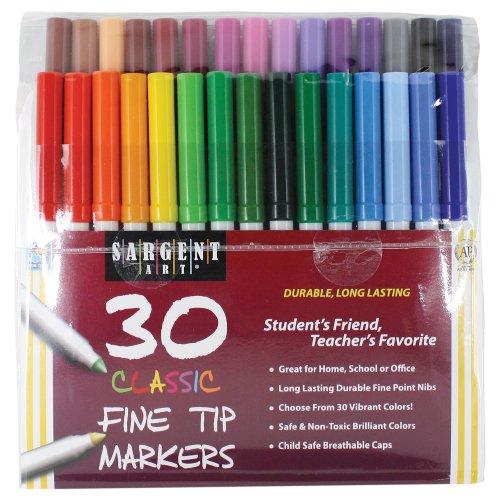 SARGENT
ART®
DURABLE, LONG LASTING
30
CLASSIC
FINE TIP
MARKERS
Student's Friend,
Teacher's Favorite
• Great for Home, School or Office
• Long Lasting Durable Fine Point Nibs
• Choose From 30 Vibrant Colors!
• Safe & Non-Toxic Brilliant Colors
• Child Safe Breathable Caps
AP